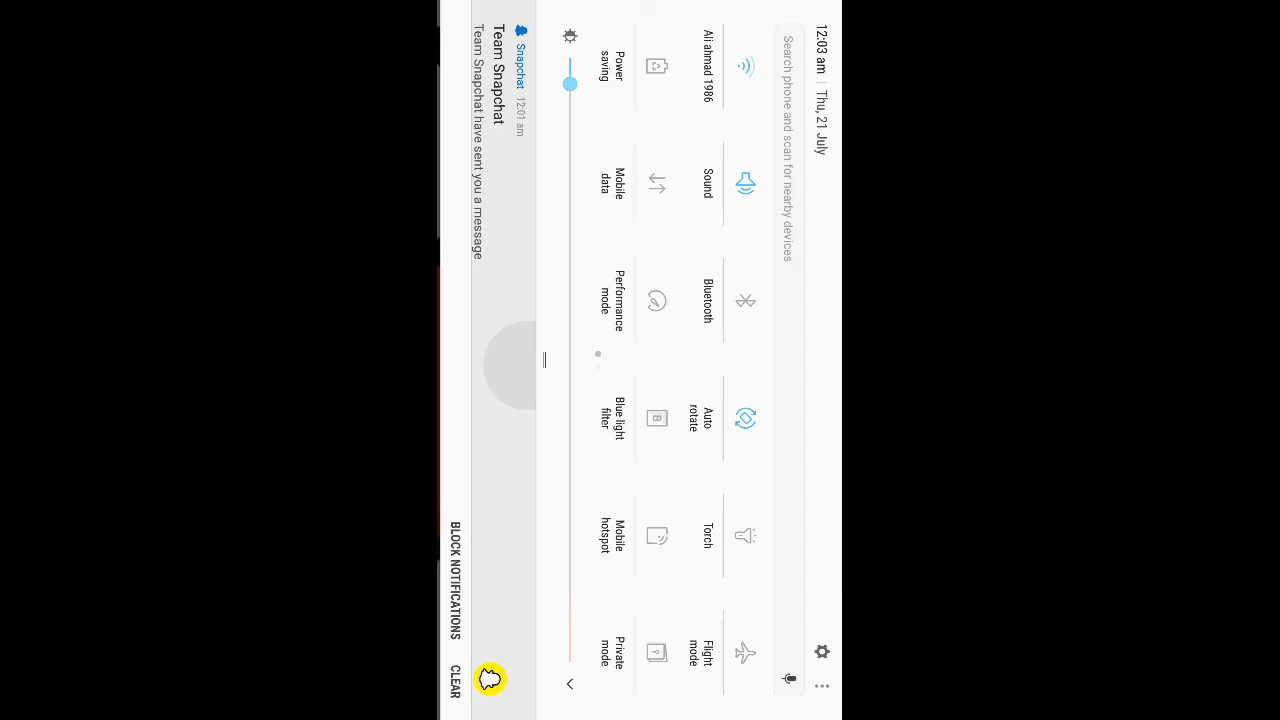 12:03 am | Thu, 21 July
Search phone and scan for nearby devices
Ali ahmad 1986
Sound
Bluetooth
Auto
rotate
Torch
Flight
mode
Power
saving
Mobile
data
Performance
mode
Blue light
filter
Mobile
hotspot
Private
mode
Snapchat 12:01 am
Team Snapchat
Team Snapchat have sent you a message
BLOCK NOTIFICATIONS CLEAR